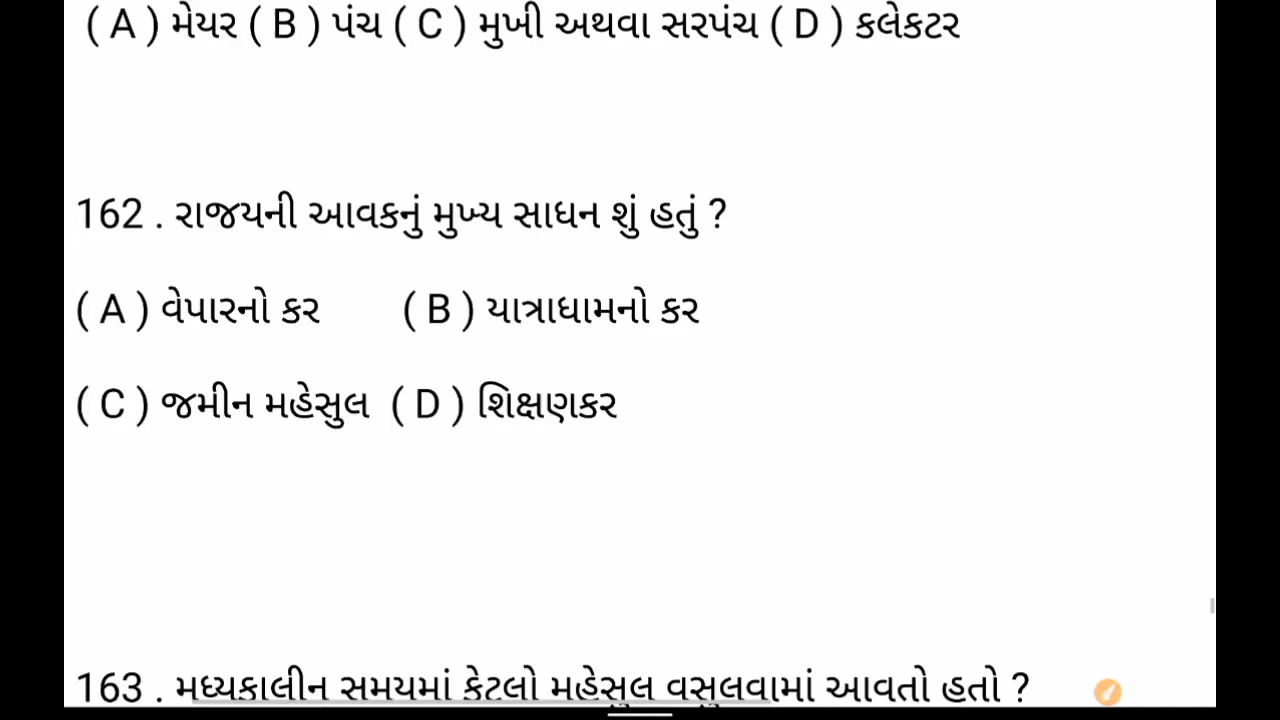 ( A ) મેયર ( B ) પંચ ( C ) મુખી અથવા સરપંચ ( D ) કલેકટર
162 . રાજયની આવકનું મુખ્ય સાધન શું હતું ?
( A ) વેપારનો કર ( B ) યાત્રાધામનો કર
( C ) જમીન મહેસુલ ( D ) શિક્ષણકર
163 . મધ્યકાલીન સમયમાં કેટલો મહેસુલ વસુલવામાં આવતો હતો ?